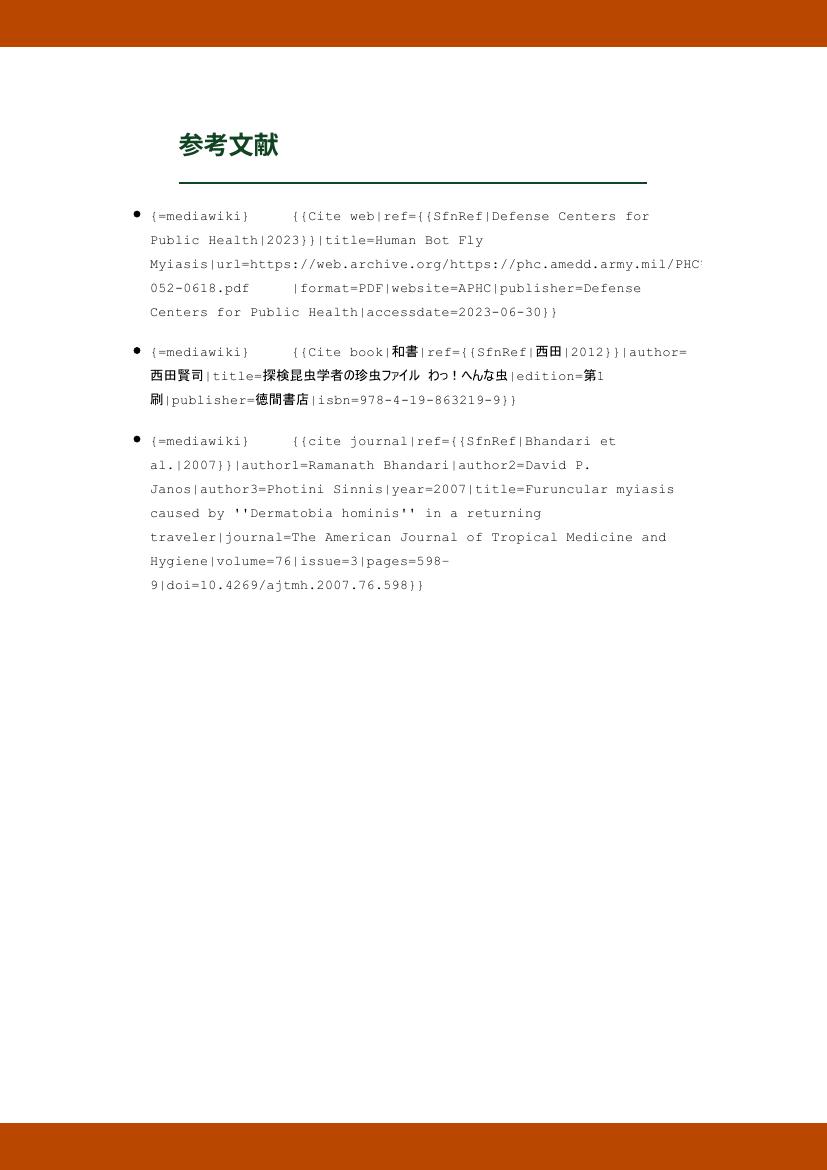 参考文献
{=mediawiki} {{Cite web|ref={{SfnRef|Defense Centers for
Public Health|2023}}|title=Human Bot Fly
Myiasis|url=https://web.archive.org/https://phc.amedd.army.mil/PHC
052-0618.pdf |format=PDF|website=APHC|publisher=Defense
Centers for Public Health|accessdate=2023-06-30}}
{=mediawiki} {{Cite book|和書|ref={{SfnRef|西田|2012}}|author=
西田賢司|title=探検昆虫学者の珍虫ファイル わっ！へんな虫|edition=第1
刷|publisher=徳間書店|isbn=978-4-19-863219-9}}
{=mediawiki} {{cite journal|ref={{SfnRef|Bhandari et
al.|2007}}|author1=Ramanath Bhandari|author2=David P.
Janos|author3=Photini Sinnis|year=2007|title=Furuncular myiasis
caused by ''Dermatobia hominis'' in a returning
traveler|journal=The American Journal of Tropical Medicine and
Hygiene|volume=76|issue=3|pages=598–
9|doi=10.4269/ajtmh.2007.76.598}}